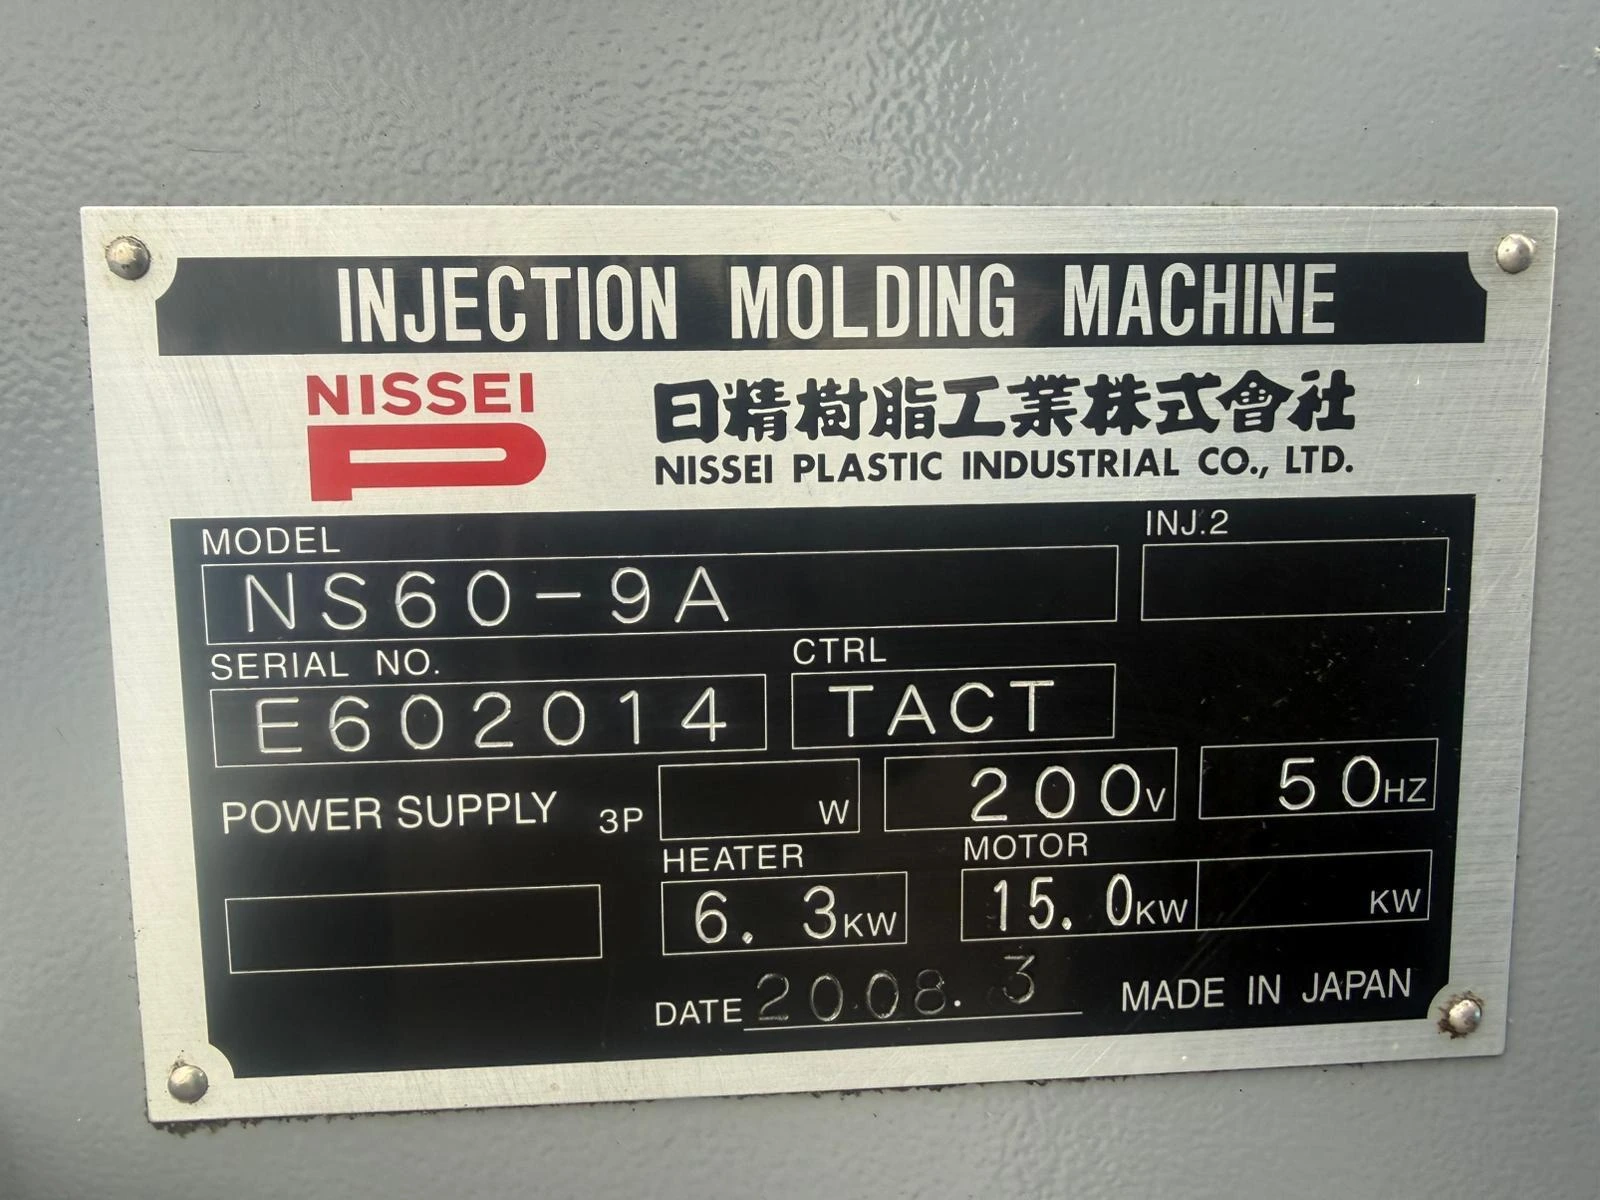 INJECTION MOLDING MACHINE
NISSEI
日精樹脂工業株式會社
NISSEI PLASTIC INDUSTRIAL CO., LTD.
MODEL INJ.2
NS60-9A
SERIAL NO. CTRL
E602014 TACT
POWER SUPPLY 3P W 200V 50HZ
HEATER MOTOR
6.3KW 15.0KW KW
DATE 2008.3 MADE IN JAPAN